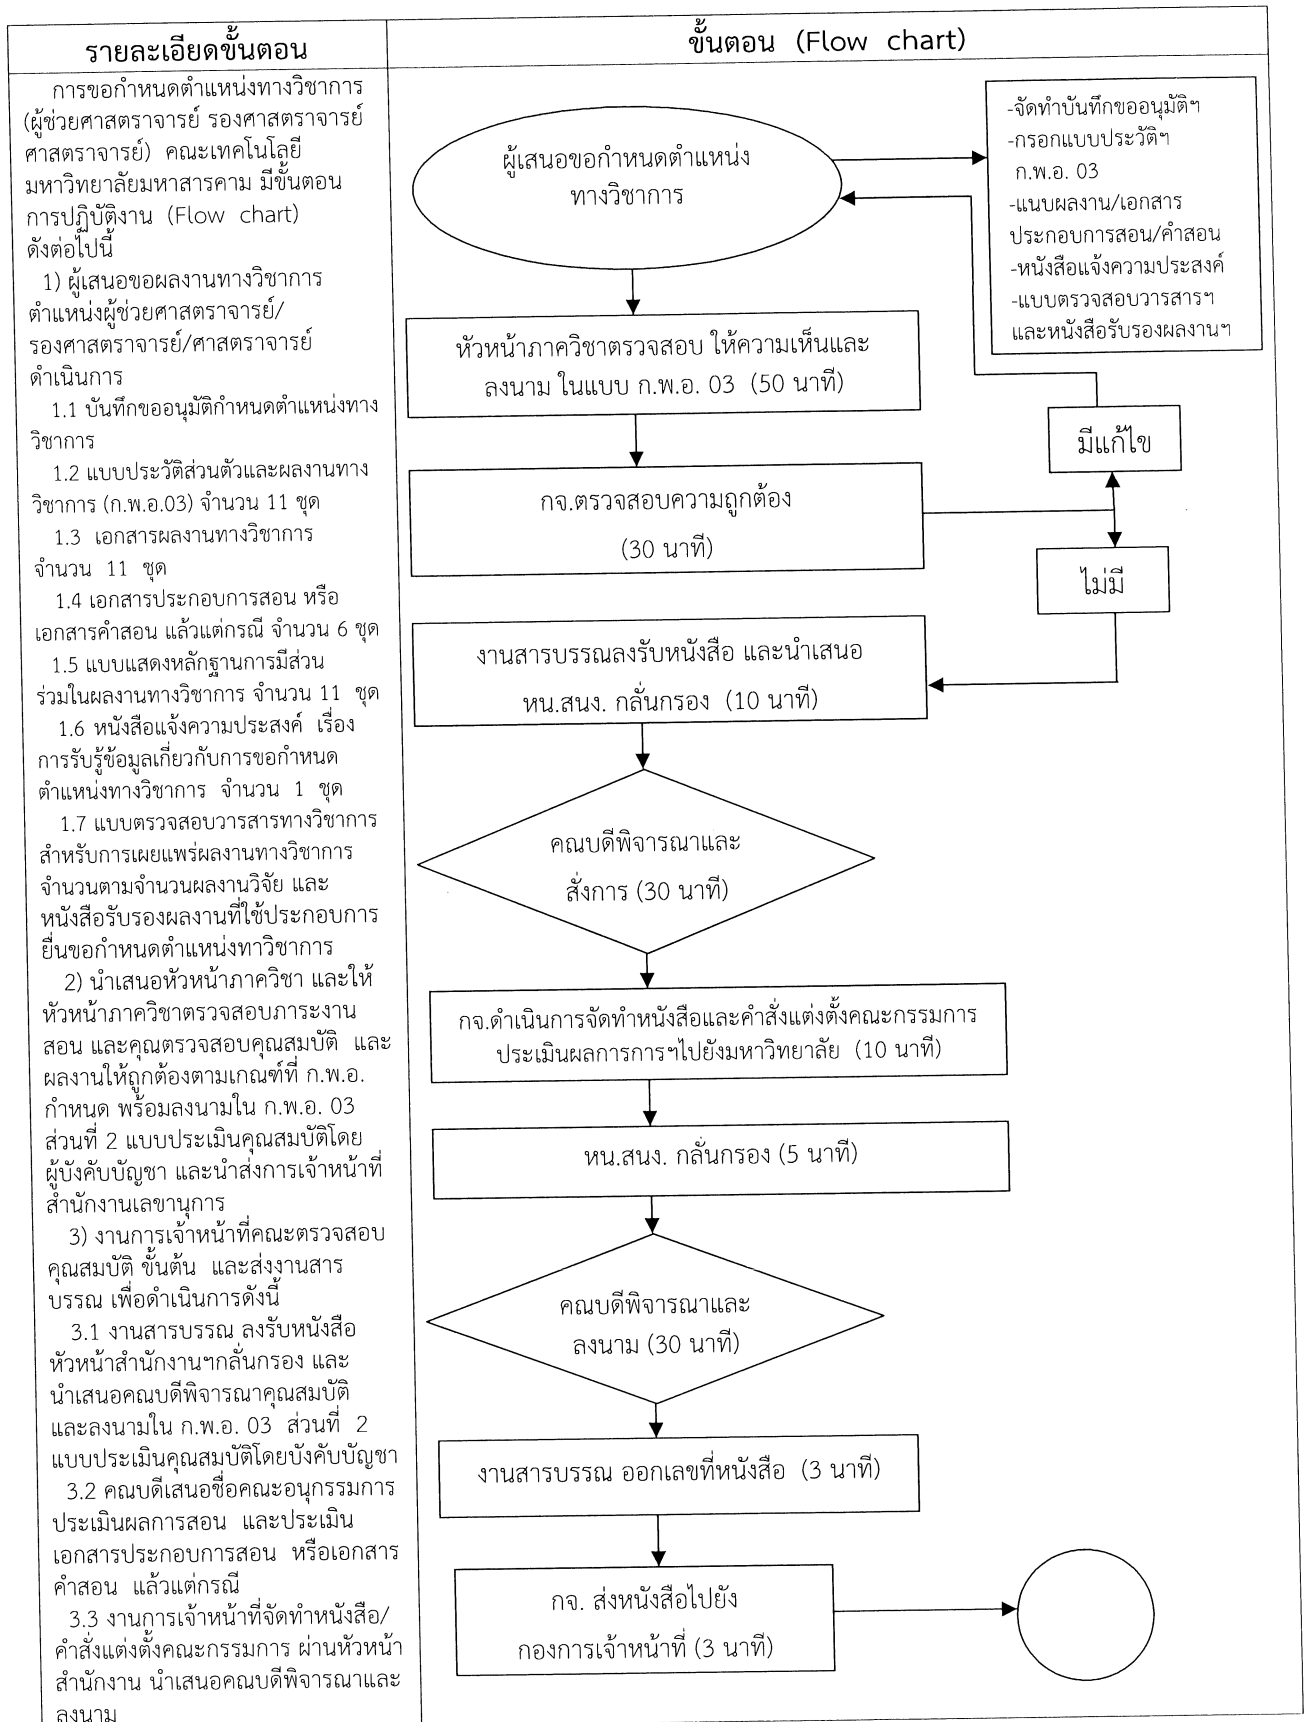 รายละเอียดขั้นตอน
ขั้นตอน (Flow chart)
การขอกำหนดตำแหน่งทางวิชาการ
(ผู้ช่วยศาสตราจารย์ รองศาสตราจารย์
ศาสตราจารย์) คณะเทคโนโลยี
มหาวิทยาลัยมหาสารคาม มีขั้นตอน
การปฏิบัติงาน (Flow chart)
ดังต่อไปนี้
1) ผู้เสนอขอผลงานทางวิชาการ
ตำแหน่งผู้ช่วยศาสตราจารย์/
รองศาสตราจารย์/ศาสตราจารย์
ดำเนินการ
1.1 บันทึกขออนุมัติกำหนดตำแหน่งทาง
วิชาการ
1.2 แบบประวัติส่วนตัวและผลงานทาง
วิชาการ (ก.พ.อ.03) จำนวน 11 ชุด
1.3 เอกสารผลงานทางวิชาการ
จำนวน 11 ชุด
1.4 เอกสารประกอบการสอน หรือ
เอกสารคำสอน แล้วแต่กรณี จำนวน 6 ชุด
1.5 แบบแสดงหลักฐานการมีส่วน
ร่วมในผลงานทางวิชาการ จำนวน 11 ชุด
1.6 หนังสือแจ้งความประสงค์ เรื่อง
การรับรู้ข้อมูลเกี่ยวกับการขอกำหนด
ตำแหน่งทางวิชาการ จำนวน 1 ชุด
1.7 แบบตรวจสอบวารสารทางวิชาการ
สำหรับการเผยแพร่ผลงานทางวิชาการ
จำนวนตามจำนวนผลงานวิจัย และ
หนังสือรับรองผลงานที่ใช้ประกอบการ
ยื่นขอกำหนดตำแหน่งทาวิชาการ
2) นำเสนอหัวหน้าภาควิชา และให้
หัวหน้าภาควิชาตรวจสอบภาระงาน
สอน และคุณตรวจสอบคุณสมบัติ และ
ผลงานให้ถูกต้องตามเกณฑ์ที่ ก.พ.อ.
กำหนด พร้อมลงนามใน ก.พ.อ. 03
ส่วนที่ 2 แบบประเมินคุณสมบัติโดย
ผู้บังคับบัญชา และนำส่งการเจ้าหน้าที่
สำนักงานเลขานุการ
3) งานการเจ้าหน้าที่คณะตรวจสอบ
คุณสมบัติ ขั้นต้น และส่งงานสาร
บรรณ เพื่อดำเนินการดังนี้
3.1 งานสารบรรณ ลงรับหนังสือ
หัวหน้าสำนักงานฯกลั่นกรอง และ
นำเสนอคณบดีพิจารณาคุณสมบัติ
และลงนามใน ก.พ.อ. 03 ส่วนที่ 2
แบบประเมินคุณสมบัติโดยบังคับบัญชา
3.2 คณบดีเสนอชื่อคณะอนุกรรมการ
ประเมินผลการสอน และประเมิน
เอกสารประกอบการสอน หรือเอกสาร
คำสอน แล้วแต่กรณี
3.3 งานการเจ้าหน้าที่จัดทำหนังสือ/
คำสั่งแต่งตั้งคณะกรรมการ ผ่านหัวหน้า
สำนักงาน นำเสนอคณบดีพิจารณาและ
ลงนาม
ผู้เสนอขอกำหนดตำแหน่ง
ทางวิชาการ
-จัดทำบันทึกขออนุมัติฯ
-กรอกแบบประวัติฯ
ก.พ.อ. 03
-แนบผลงาน/เอกสาร
ประกอบการสอน/คำสอน
-หนังสือแจ้งความประสงค์
-แบบตรวจสอบวารสารฯ
และหนังสือรับรองผลงานฯ
หัวหน้าภาควิชาตรวจสอบ ให้ความเห็นและ
ลงนาม ในแบบ ก.พ.อ. 03 (50 นาที)
มีแก้ไข
กจ.ตรวจสอบความถูกต้อง
(30 นาที)
ไม่มี
งานสารบรรณลงรับหนังสือ และนำเสนอ
หน.สนง. กลั่นกรอง (10 นาที)
คณบดีพิจารณาและ
สั่งการ (30 นาที)
กจ.ดำเนินการจัดทำหนังสือและคำสั่งแต่งตั้งคณะกรรมการ
ประเมินผลการการฯไปยังมหาวิทยาลัย (10 นาที)
หน.สนง. กลั่นกรอง (5 นาที)
คณบดีพิจารณาและ
ลงนาม (30 นาที)
งานสารบรรณ ออกเลขที่หนังสือ (3 นาที)
กจ. ส่งหนังสือไปยัง
กองการเจ้าหน้าที่ (3 นาที)